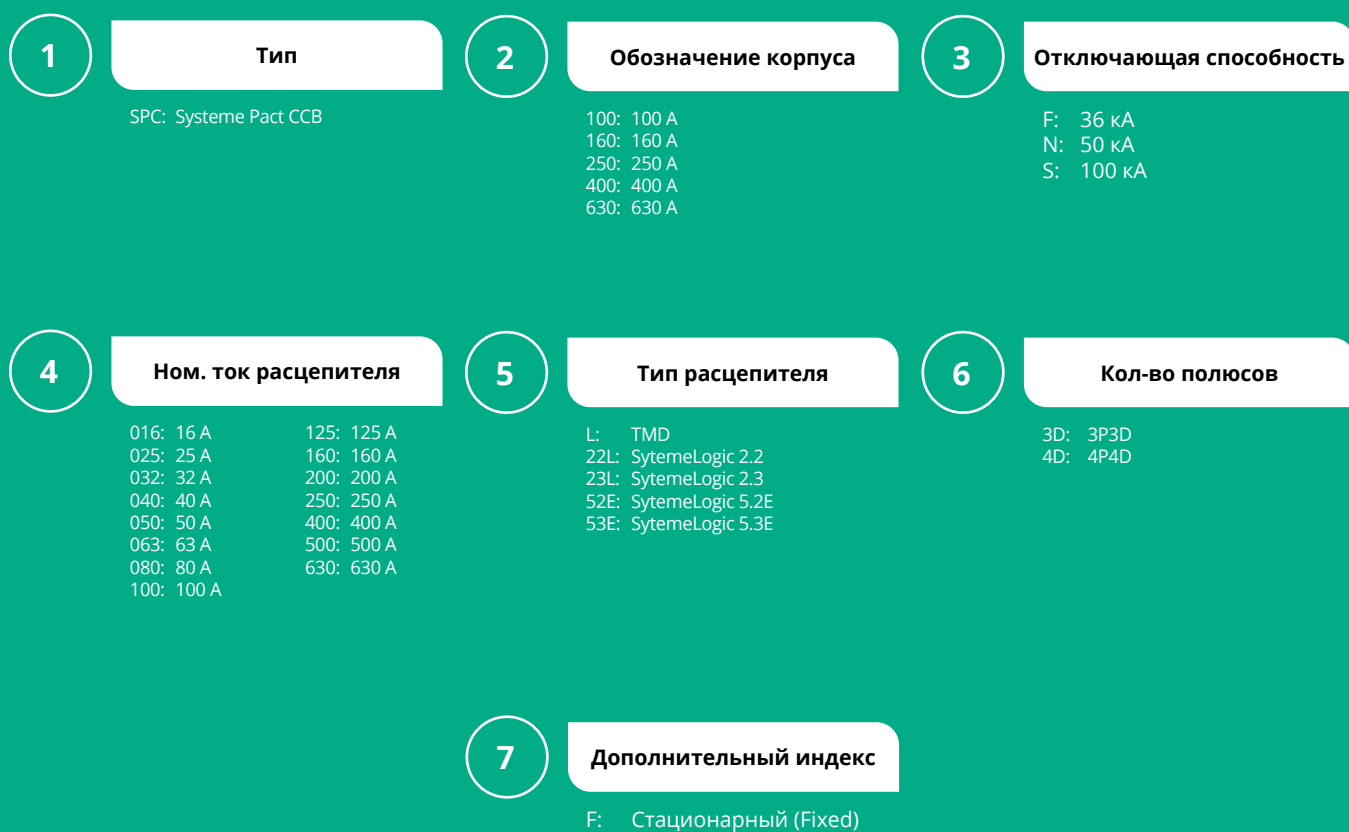 1
Тип
SPC: Systeme Pact CCB
2
Обозначение корпуса
100: 100 A
160: 160 A
250: 250 A
400: 400 A
630: 630 A
3
Отключающая способность
F: 36 кА
N: 50 кА
S: 100 кА
4
Ном. ток расцепителя
016: 16 A
025: 25 A
032: 32 A
040: 40 A
050: 50 A
063: 63 A
080: 80 A
100: 100 A
125: 125 A
160: 160 A
200: 200 A
250: 250 A
400: 400 A
500: 500 A
630: 630 A
5
Тип расцепителя
L: TMD
22L: SytemeLogic 2.2
23L: SytemeLogic 2.3
52E: SytemeLogic 5.2E
53E: SytemeLogic 5.3E
6
Кол-во полюсов
3D: 3P3D
4D: 4P4D
7
Дополнительный индекс
F: Стационарный (Fixed)